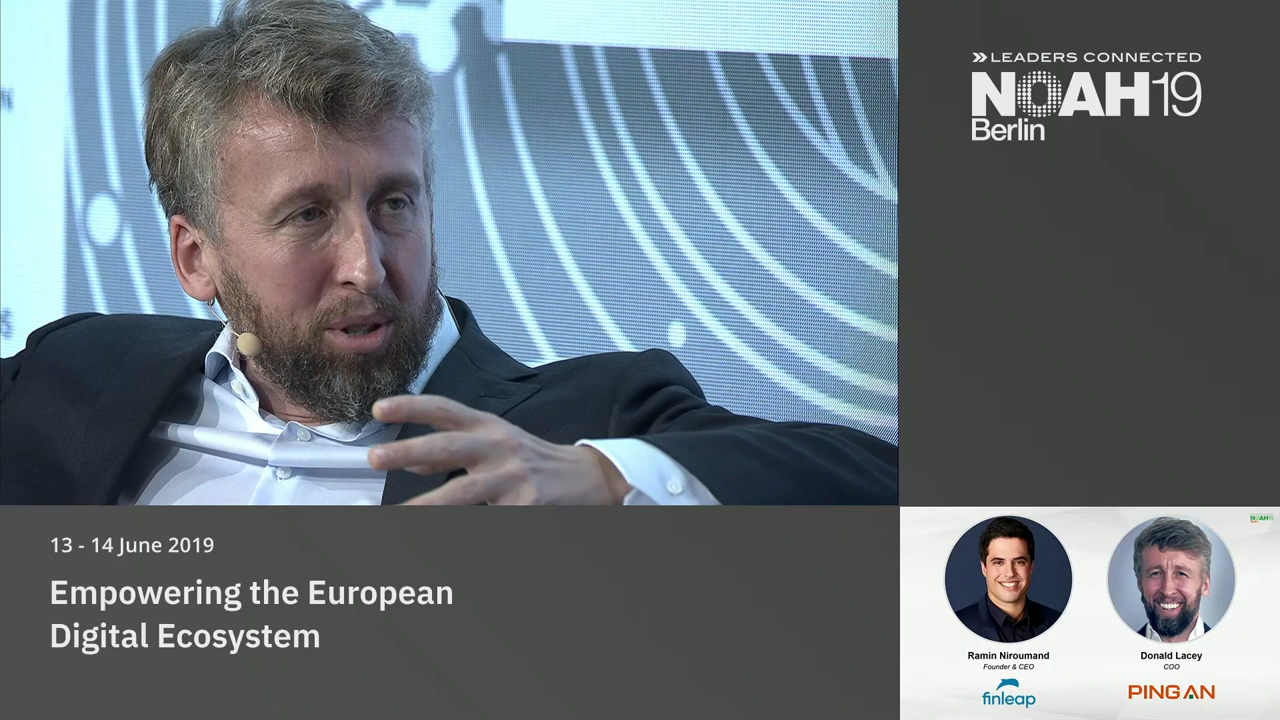 LEADERS CONNECTED
NOAH19
Berlin
13 - 14 June 2019
Empowering the European
Digital Ecosystem
NOAH19
Ramin Niroumand
Founder & CEO
finleap
Donald Lacey
COO
PING AN